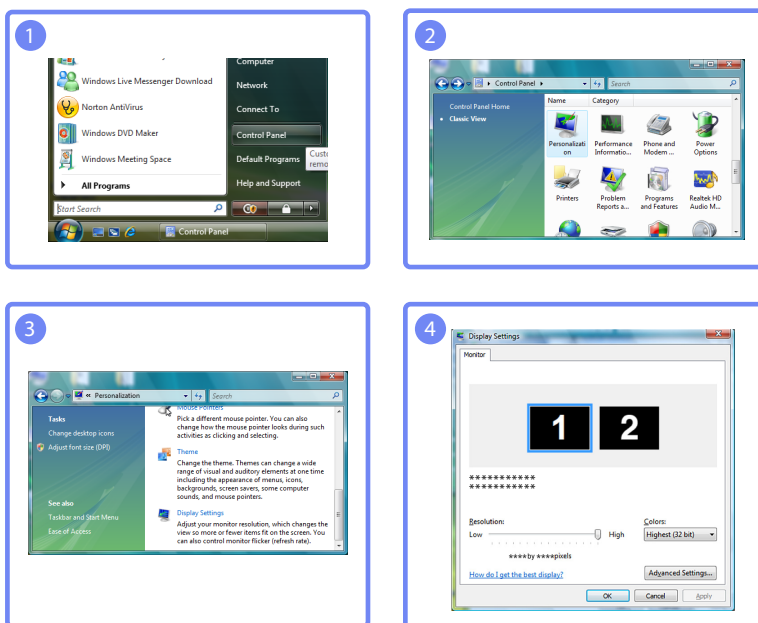 1
Computer
Windows Live Messenger Download
Network
Norton AntiVirus
Connect To
Windows DVD Maker
Control Panel
Windows Meeting Space
Default Programs
All Programs
Help and Support
Start Search
Control Panel
2
Control Panel
Search
Control Panel Home
Classic View
Name Category
Personalizati
on
Performance
Informatio...
Phone and
Modem ...
Power
Options
Printers
Problem
Reports a...
Programs
and Features
Realtek HD
Audio M...
3
« Personalization
Search
Tasks
Change desktop icons
Adjust font size (DPI)
See also
Taskbar and Start Menu
Ease of Access
Mouse Pointers
Pick a different mouse pointer. You can also
change how the mouse pointer looks during such
activities as clicking and selecting.
Theme
Change the theme. Themes can change a wide
range of visual and auditory elements at one time
including the appearance of menus, icons,
backgrounds, screen savers, some computer
sounds, and mouse pointers.
Display Settings
Adjust your monitor resolution, which changes the
view so more or fewer items fit on the screen. You
can also control monitor flicker (refresh rate).
4
Display Settings
Monitor
1 2
***********
***********
Resolution:
Low High
****by ****pixels
Colors:
Highest (32 bit)
How do I get the best display?
Advanced Settings...
OK Cancel Apply